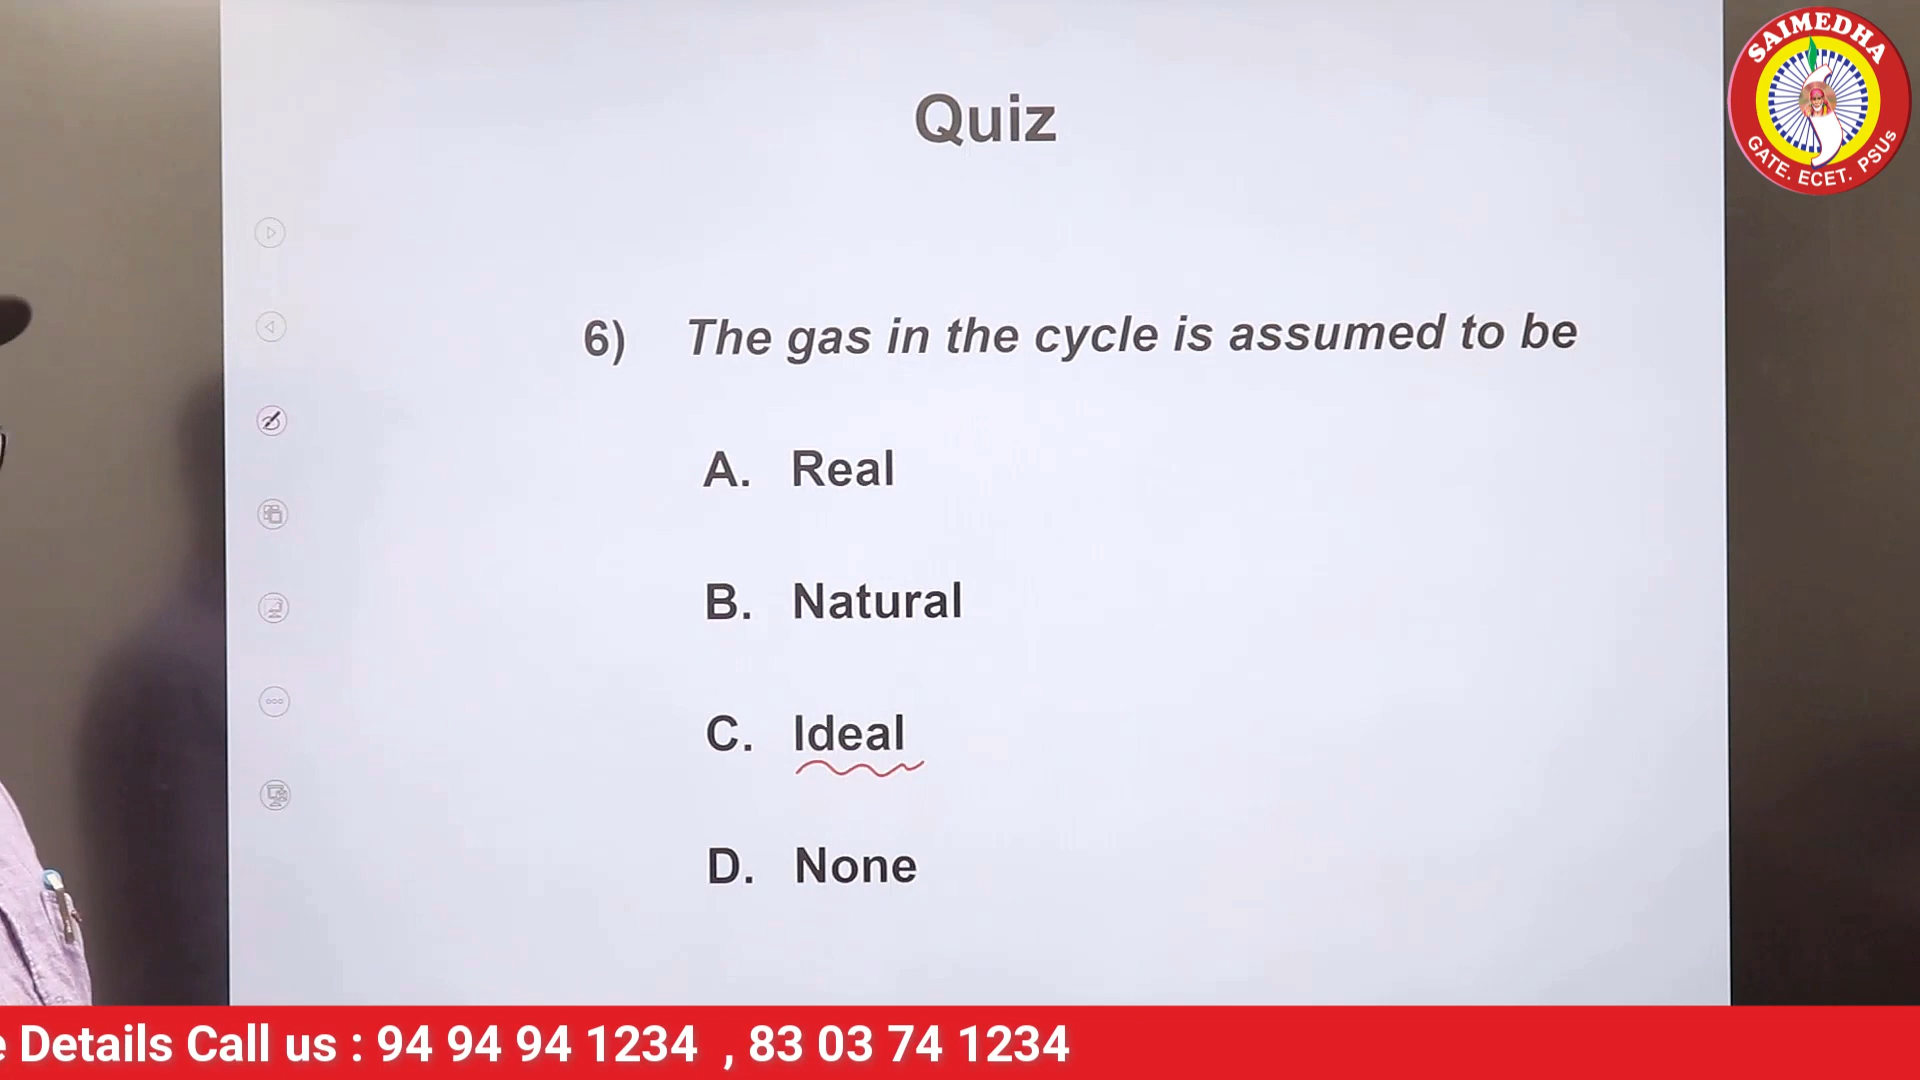 SAIMEDHA
GATE. ECET. PSUs
Quiz
6) The gas in the cycle is assumed to be
A. Real
B. Natural
C. Ideal
D. None
Details Call us : 94 94 94 1234 , 83 03 74 1234